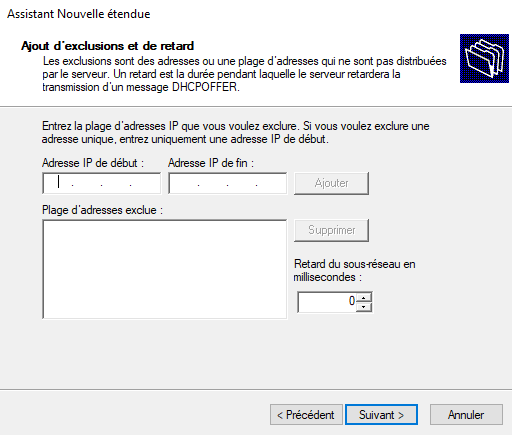 Assistant Nouvelle étendue
Ajout d'exclusions et de retard
Les exclusions sont des adresses ou une plage d'adresses qui ne sont pas distribuées
par le serveur. Un retard est la durée pendant laquelle le serveur retardera la
transmission d'un message DHCPOFFER.
Entrez la plage d'adresses IP que vous voulez exclure. Si vous voulez exclure une
adresse unique, entrez uniquement une adresse IP de début.
Adresse IP de début : Adresse IP de fin :
. . . . . . Ajouter
Plage d'adresses exclue :
Supprimer
Retard du sous-réseau en
millisecondes :
0
< Précédent Suivant > Annuler